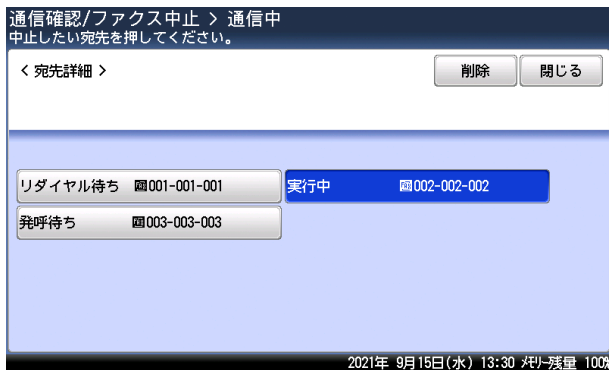 通信確認/ファクス中止 > 通信中
中止したい宛先を押してください。
< 宛先詳細 >
削除
閉じる
リダイヤル待ち 001-001-001
実行中 002-002-002
発呼待ち 003-003-003
2021年 9月15日(水) 13:30 メモリー残量 100%